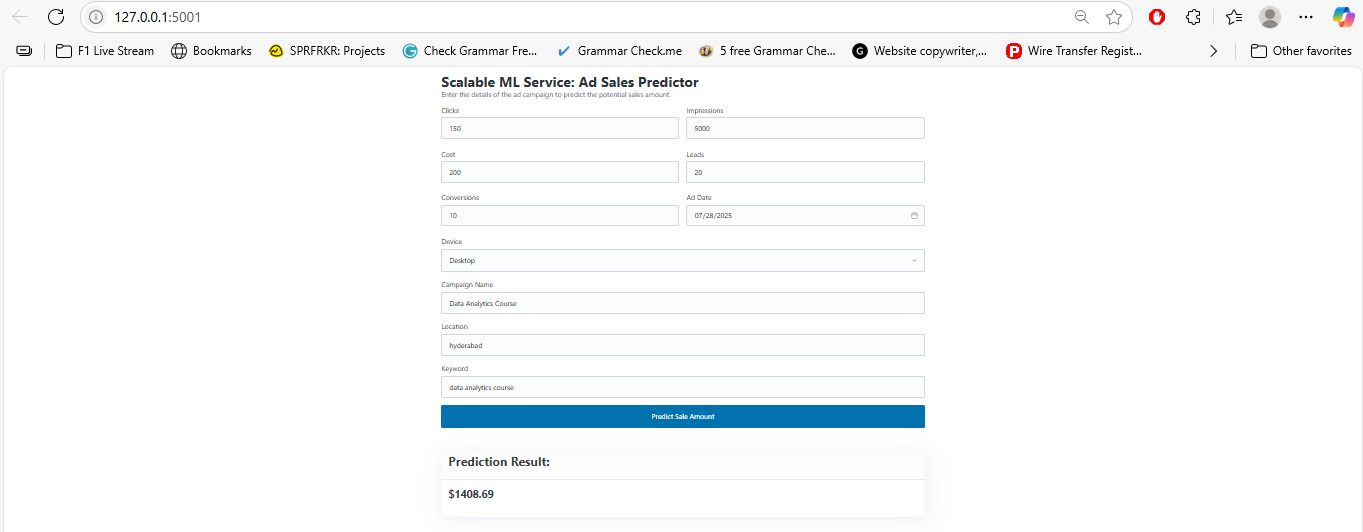 127.0.0.1:5001
F1 Live Stream Bookmarks SPRFRKR: Projects Check Grammar Fre... Grammar Check.me 5 free Grammar Che... Website copywriter,... Wire Transfer Regist... Other favorites
Scalable ML Service: Ad Sales Predictor
Enter the details of the ad campaign to predict the potential sales amount.
Clicks Impressions
150 5000
Cost Leads
200 20
Conversions Ad Date
10 07/28/2025
Device
Desktop
Campaign Name
Data Analytics Course
Location
hyderabad
Keyword
data analytics course
Predict Sale Amount
Prediction Result:
$1408.69